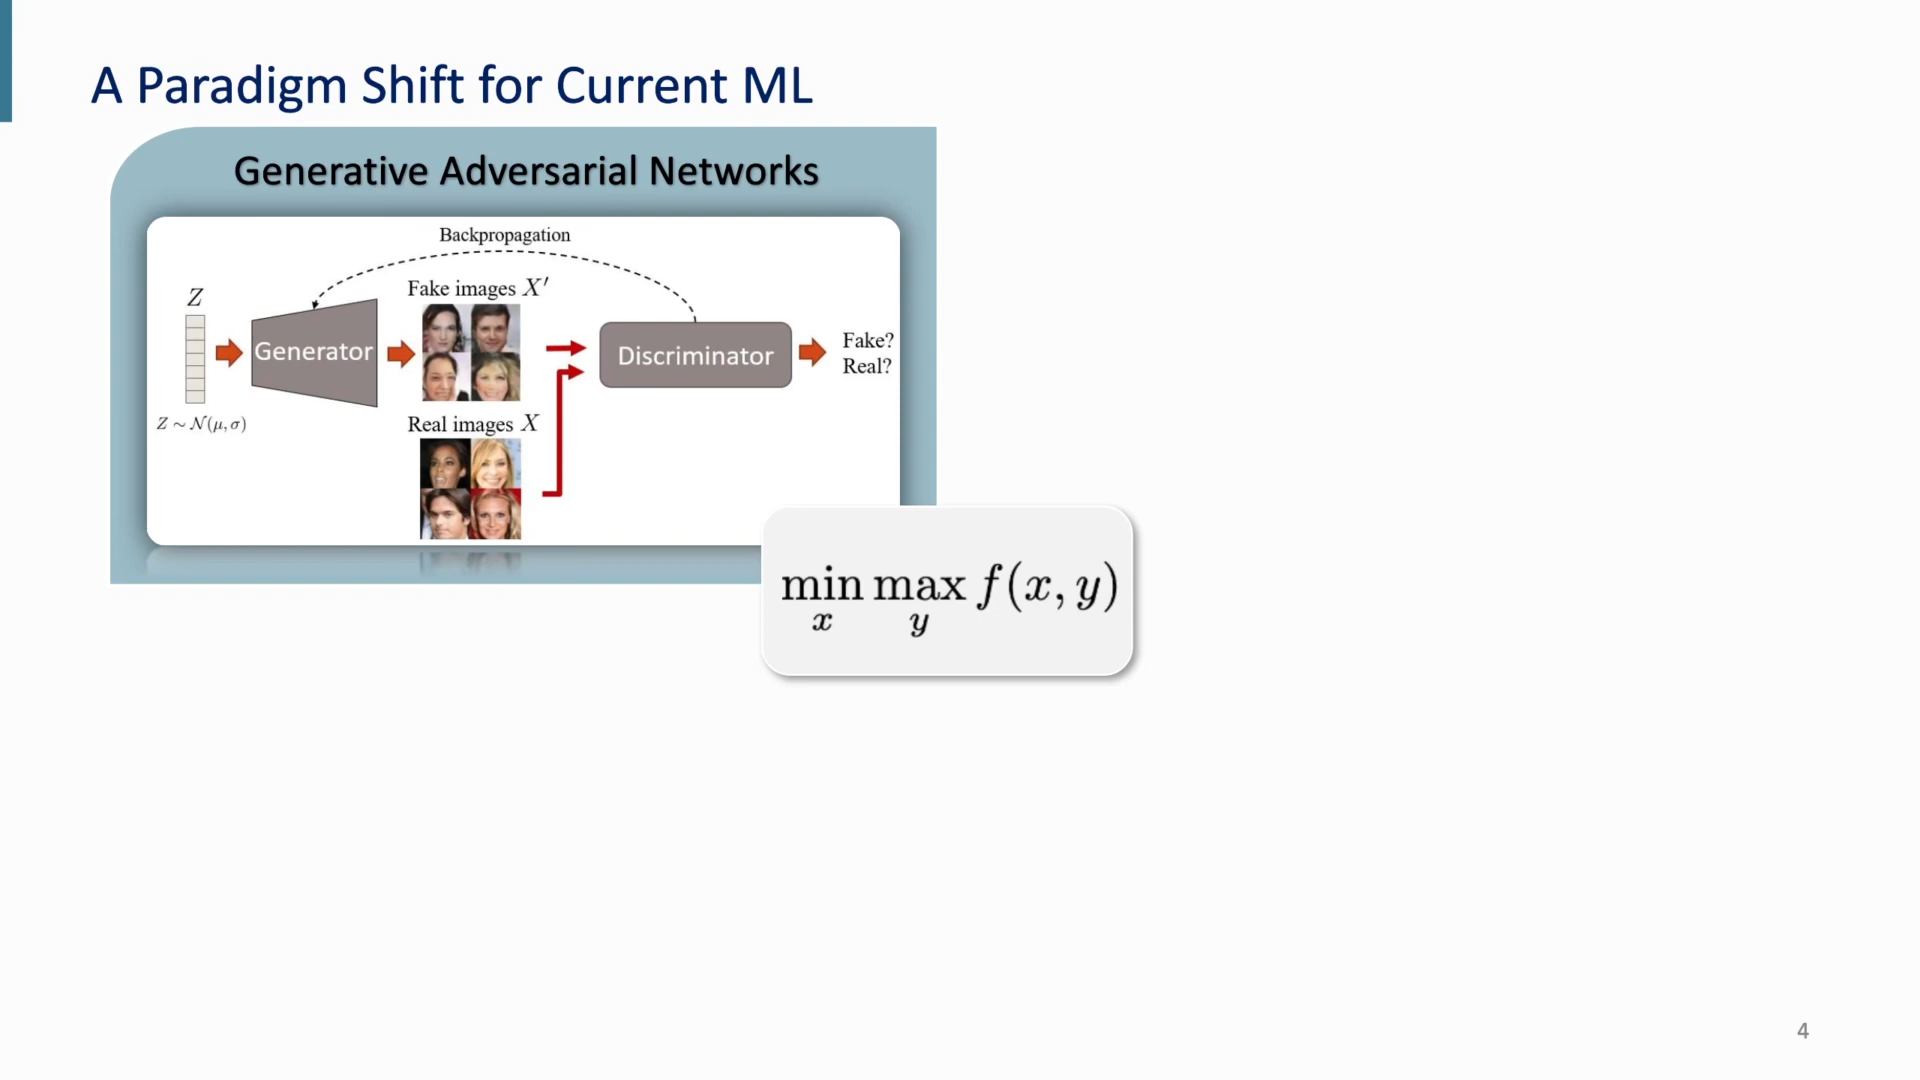 A Paradigm Shift for Current ML
Generative Adversarial Networks
Backpropagation
Z
Generator
Fake images X′
Discriminator
Fake?
Real?
Z ∼ 𝒩(μ, σ)
Real images X
min max f(x, y)
x y
4